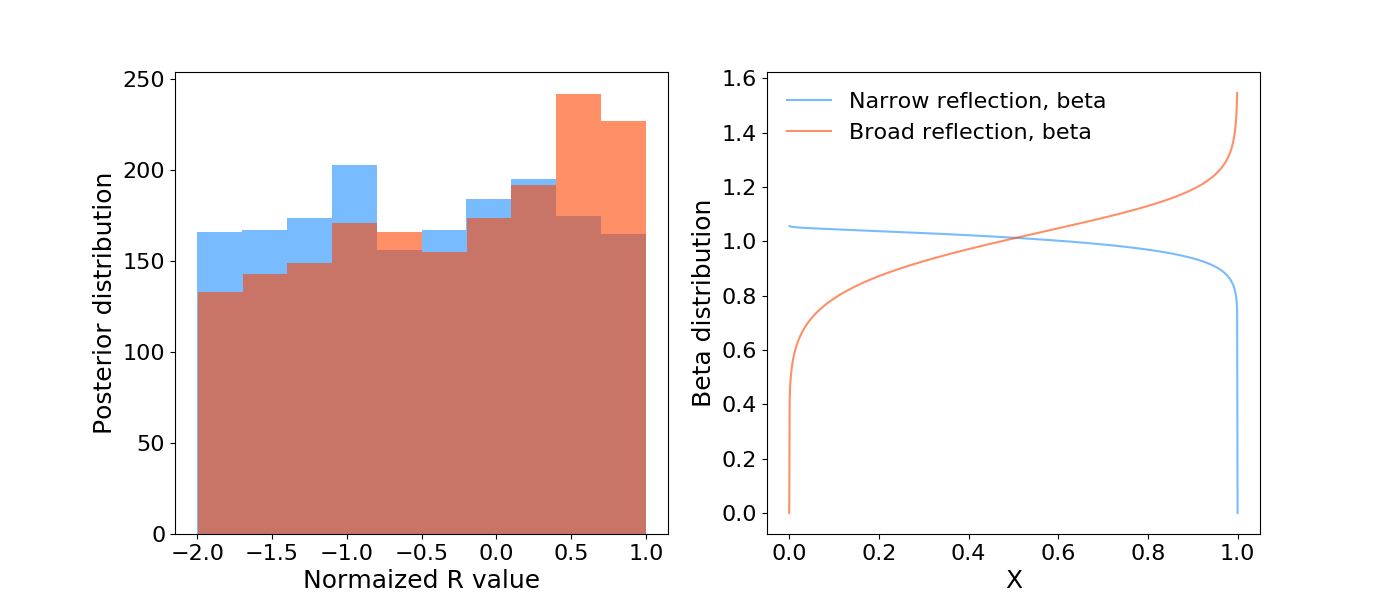 Posterior distribution
250
200
150
100
50
0
−2.0 −1.5 −1.0 −0.5 0.0 0.5 1.0
Normaized R value
Beta distribution
1.6
1.4
1.2
1.0
0.8
0.6
0.4
0.2
0.0
Narrow reflection, beta
Broad reflection, beta
0.0 0.2 0.4 0.6 0.8 1.0
X